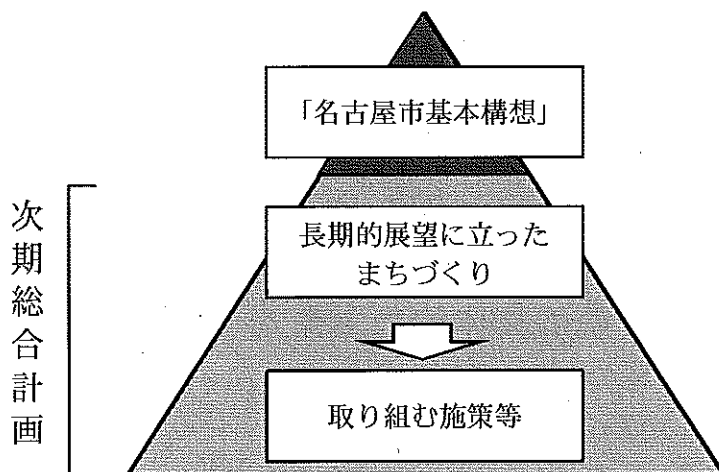 「名古屋市基本構想」
次期総合計画
長期的展望に立った
まちづくり
取り組む施策等